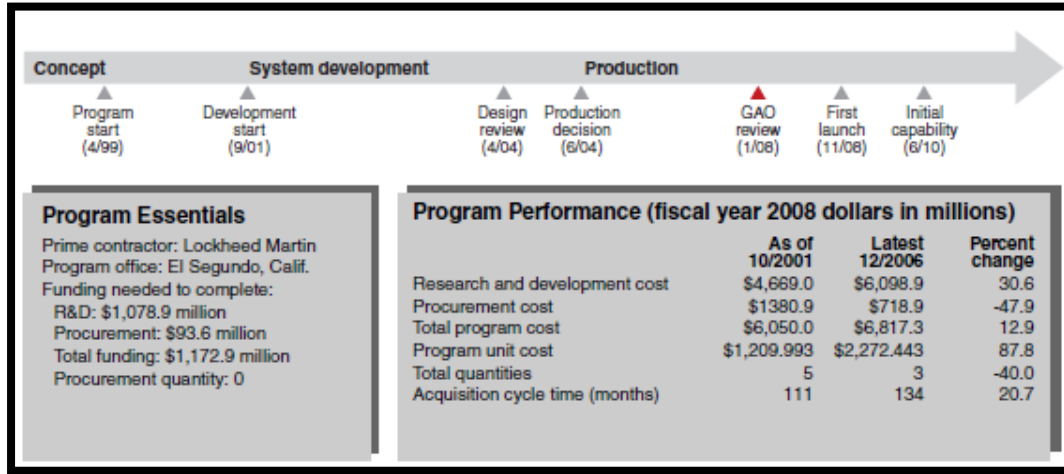 Concept System development Production
Program start (4/99)
Development start (9/01)
Design review (4/04)
Production decision (6/04)
GAO review (1/08)
First launch (11/08)
Initial capability (6/10)
Program Essentials
Prime contractor: Lockheed Martin
Program office: El Segundo, Calif.
Funding needed to complete:
R&D: $1,078.9 million
Procurement: $93.6 million
Total funding: $1,172.9 million
Procurement quantity: 0
Program Performance (fiscal year 2008 dollars in millions)
As of 10/2001 Latest 12/2006 Percent change
Research and development cost $4,669.0 $6,098.9 30.6
Procurement cost $1380.9 $718.9 -47.9
Total program cost $6,050.0 $6,817.3 12.9
Program unit cost $1,209.993 $2,272.443 87.8
Total quantities 5 3 -40.0
Acquisition cycle time (months) 111 134 20.7